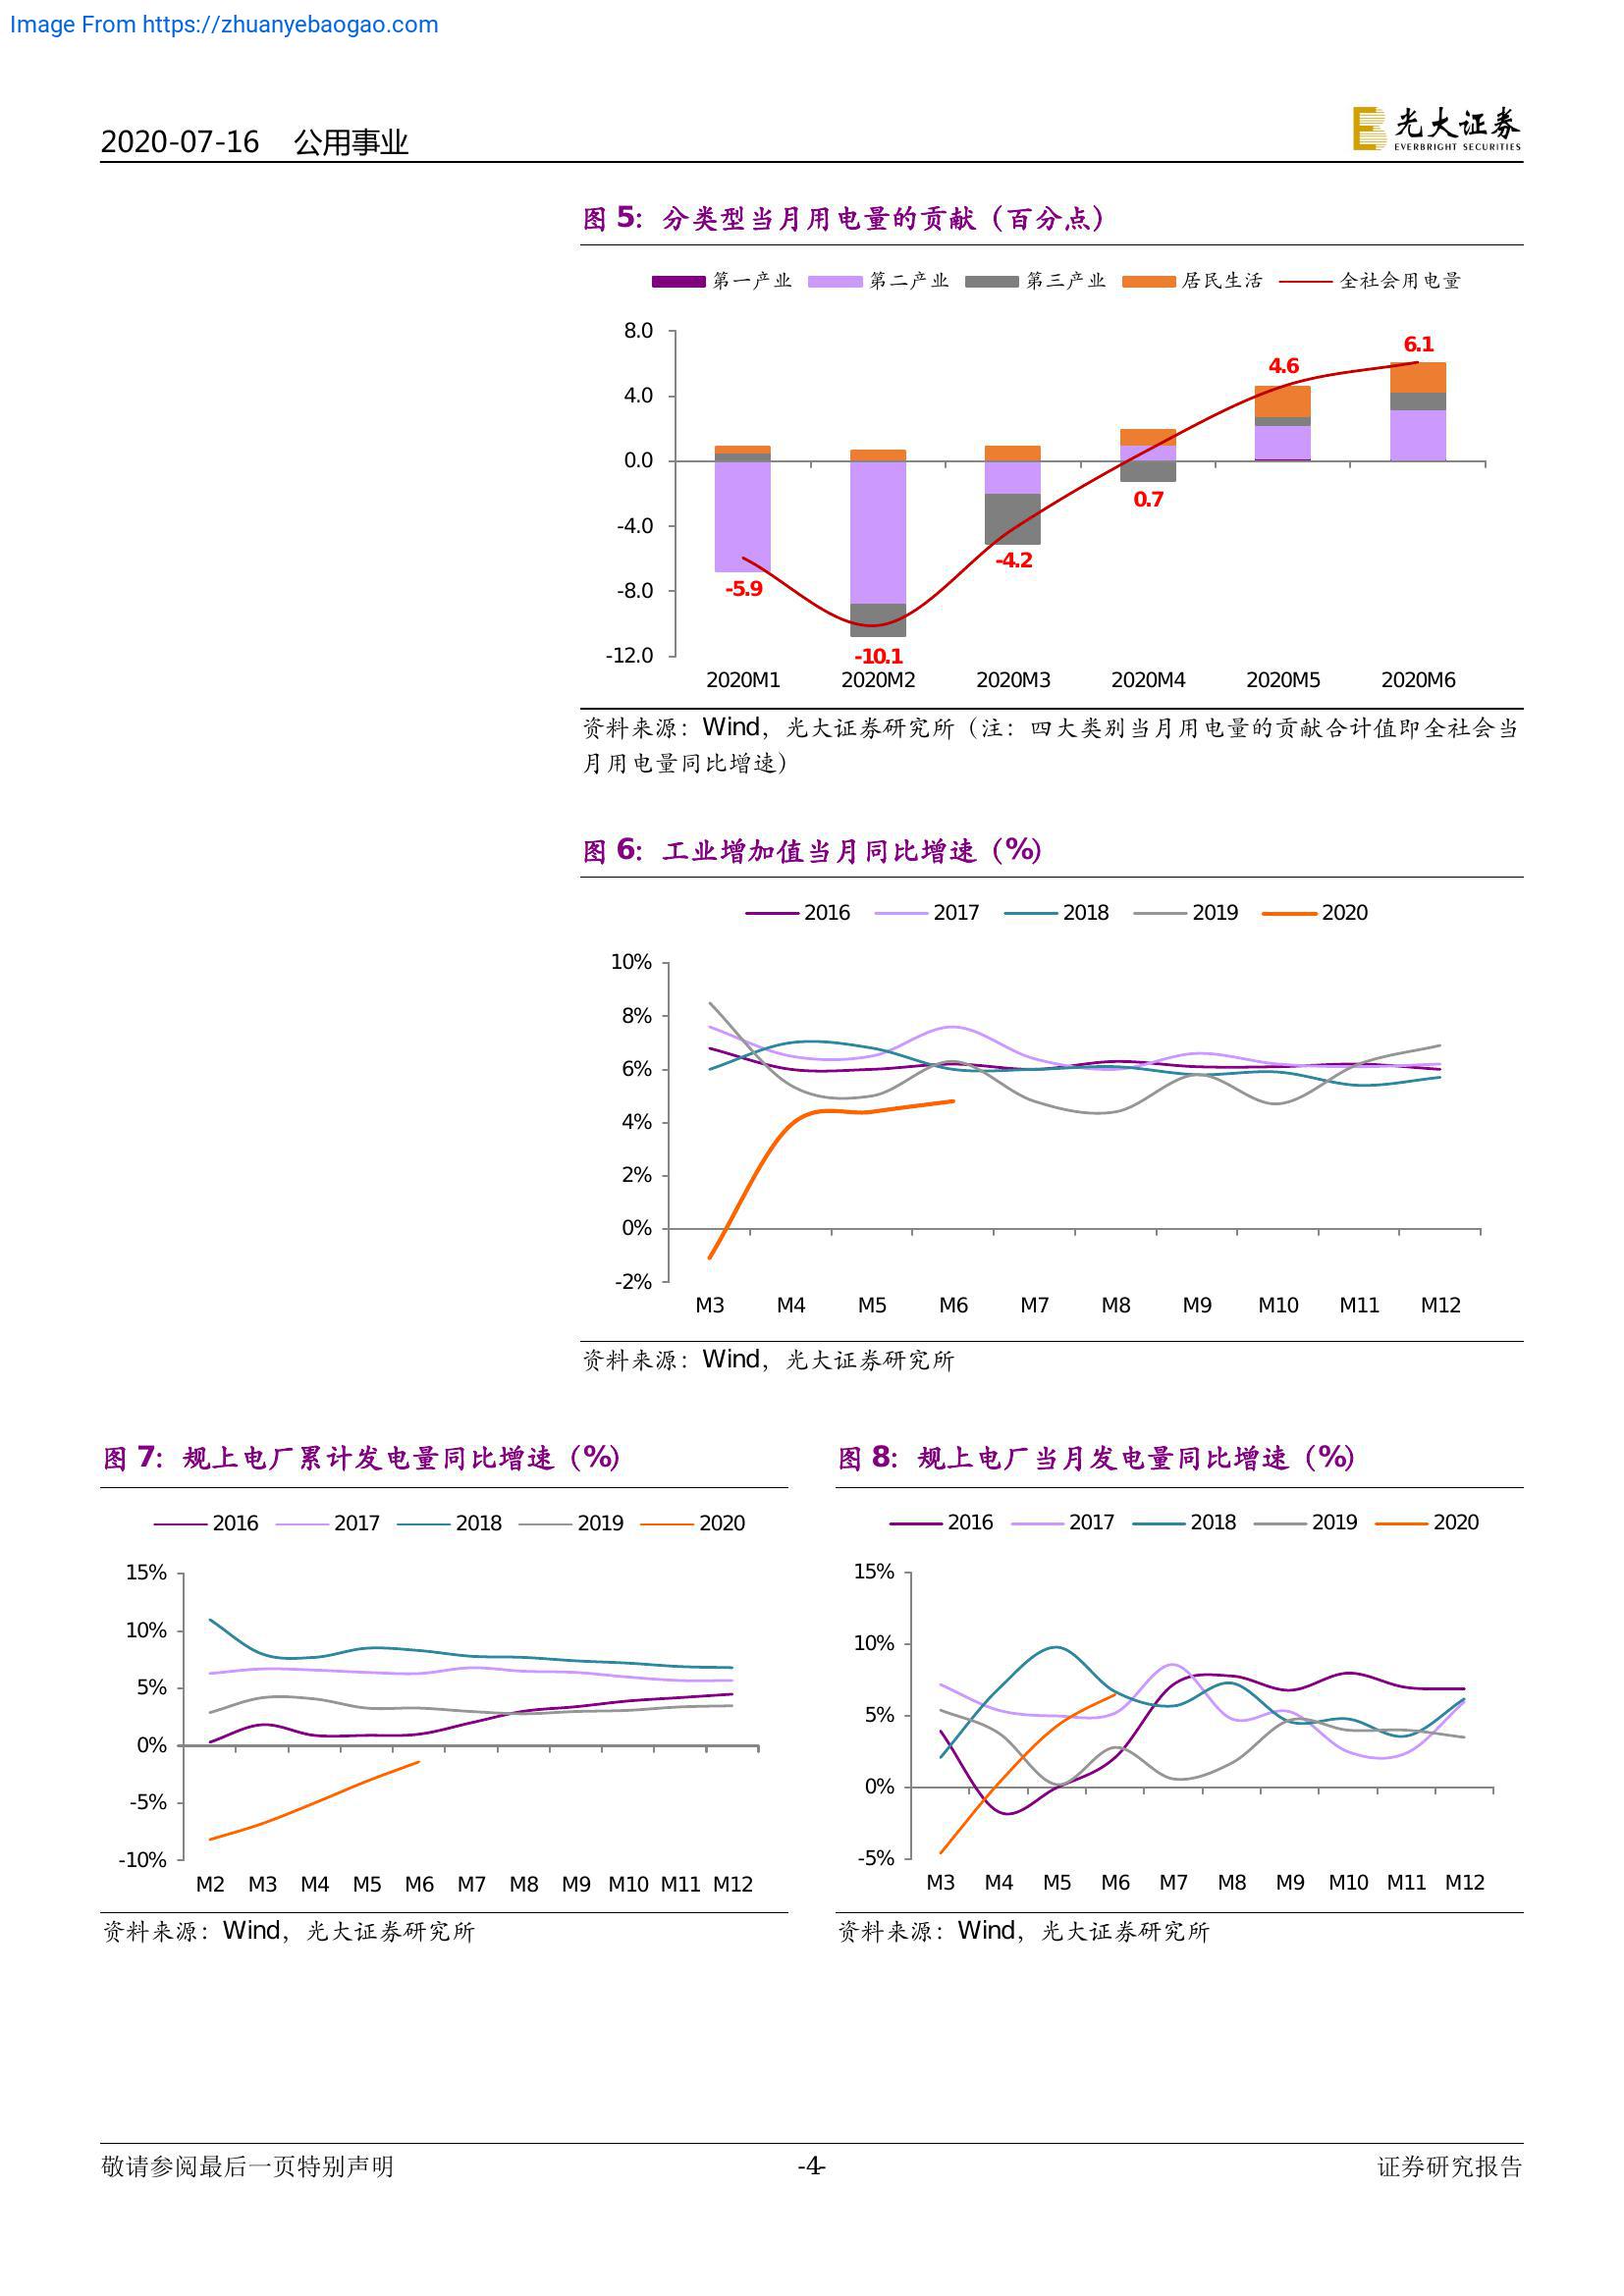 Image From https://zhuanyebaogao.com
2020-07-16 公用事业
光大证券
EVERBRIGHT SECURITIES
图 5：分类型当月用电量的贡献（百分点）
第一产业 第二产业 第三产业 居民生活 全社会用电量
8.0
4.0
0.0
-4.0
-8.0
-12.0
-5.9
-10.1
-4.2
0.7
4.6
6.1
2020M1 2020M2 2020M3 2020M4 2020M5 2020M6
资料来源：Wind，光大证券研究所（注：四大类别当月用电量的贡献合计值即全社会当
月用电量同比增速）
图 6：工业增加值当月同比增速（%）
2016 2017 2018 2019 2020
10%
8%
6%
4%
2%
0%
-2%
M3 M4 M5 M6 M7 M8 M9 M10 M11 M12
资料来源：Wind，光大证券研究所
图 7：规上电厂累计发电量同比增速（%）
2016 2017 2018 2019 2020
15%
10%
5%
0%
-5%
-10%
M2 M3 M4 M5 M6 M7 M8 M9 M10 M11 M12
资料来源：Wind，光大证券研究所
图 8：规上电厂当月发电量同比增速（%）
2016 2017 2018 2019 2020
15%
10%
5%
0%
-5%
M3 M4 M5 M6 M7 M8 M9 M10 M11 M12
资料来源：Wind，光大证券研究所
敬请参阅最后一页特别声明 -4- 证券研究报告